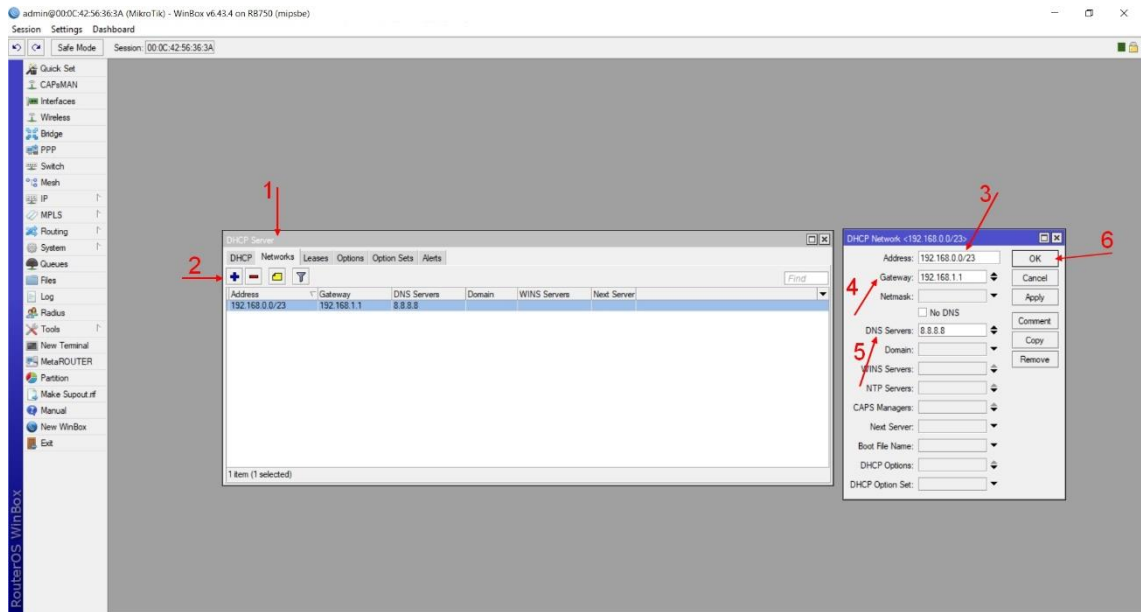 admin@00:0C:42:56:36:3A (MikroTik) - WinBox v6.43.4 on RB750 (mipsbe)
Session Settings Dashboard
Safe Mode Session: 00:0C:42:56:36:3A
Quick Set
CAPsMAN
Interfaces
Wireless
Bridge
PPP
Switch
Mesh
IP
MPLS
Routing
System
Queues
Files
Log
Radius
Tools
New Terminal
MetaROUTER
Partition
Make Supout.rif
Manual
New WinBox
Exit
RouterOS WinBox
1
2
DHCP Server
DHCP Networks Leases Options Option Sets Alerts
Find
Address Gateway DNS Servers Domain WINS Servers Next Server
192.168.0.0/23 192.168.1.1 8.8.8.8
1 item (1 selected)
3
4
5
6
DHCP Network <192.168.0.0/23>
Address: 192.168.0.0/23 OK
Gateway: 192.168.1.1 Cancel
Netmask: Apply
No DNS
Comment
DNS Servers: 8.8.8.8
Copy
Domain:
Remove
WINS Servers:
NTP Servers:
CAPS Managers:
Next Server:
Boot File Name:
DHCP Options:
DHCP Option Set: